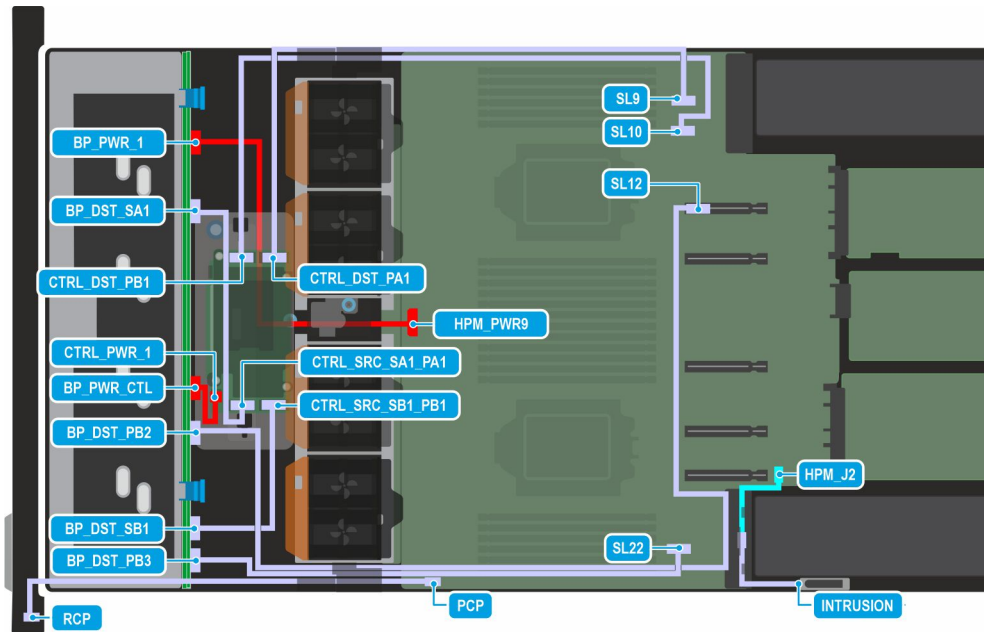 SL9
SL10
BP_PWR_1
SL12
BP_DST_SA1
CTRL_DST_PB1
CTRL_DST_PA1
HPM_PWR9
CTRL_PWR_1
CTRL_SRC_SA1_PA1
BP_PWR_CTL
CTRL_SRC_SB1_PB1
BP_DST_PB2
HPM_J2
BP_DST_SB1
SL22
BP_DST_PB3
PCP
INTRUSION
RCP